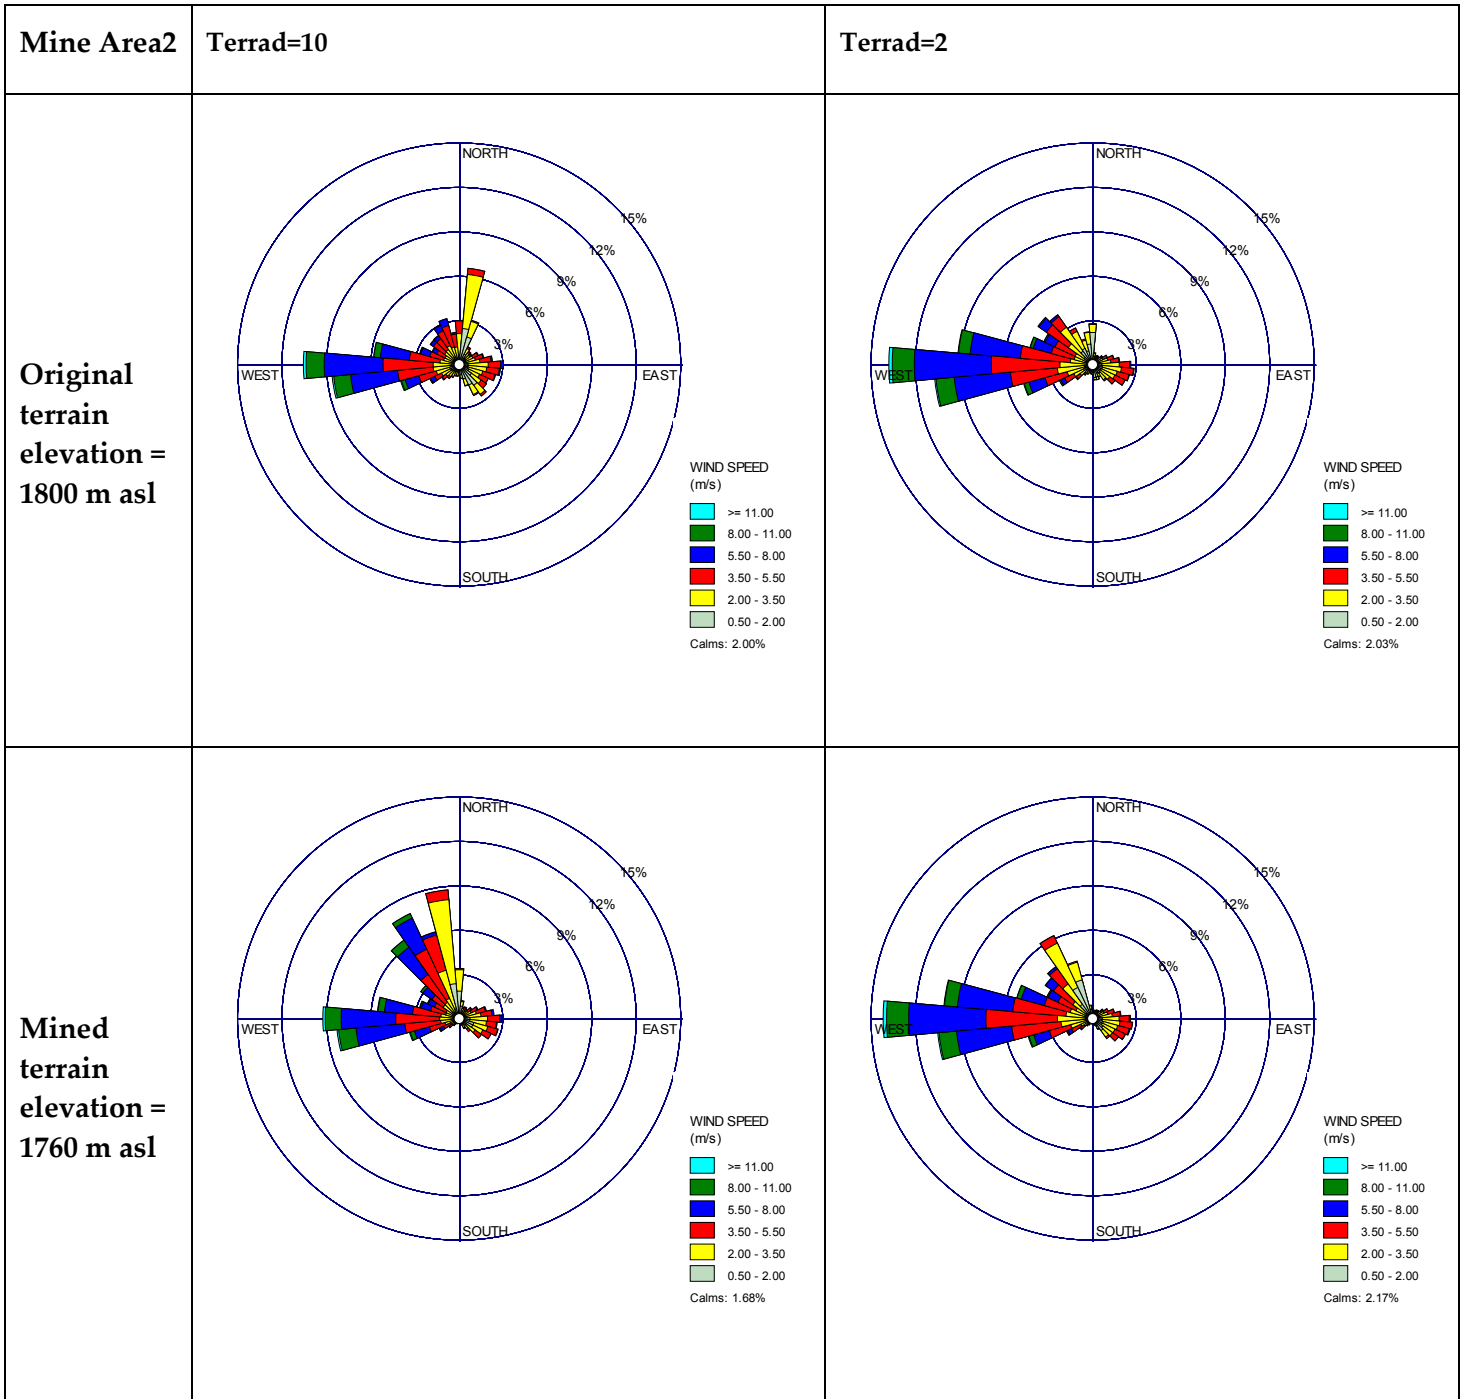 Mine Area2
Terrad=10
Terrad=2
Original
terrain
elevation =
1800 m asl
NORTH
15%
12%
9%
6%
3%
WEST
EAST
SOUTH
WIND SPEED
(m/s)
>= 11.00
8.00 - 11.00
5.50 - 8.00
3.50 - 5.50
2.00 - 3.50
0.50 - 2.00
Calms: 2.00%
NORTH
15%
12%
9%
6%
3%
WEST
EAST
SOUTH
WIND SPEED
(m/s)
>= 11.00
8.00 - 11.00
5.50 - 8.00
3.50 - 5.50
2.00 - 3.50
0.50 - 2.00
Calms: 2.03%
Mined
terrain
elevation =
1760 m asl
NORTH
15%
12%
9%
6%
3%
WEST
EAST
SOUTH
WIND SPEED
(m/s)
>= 11.00
8.00 - 11.00
5.50 - 8.00
3.50 - 5.50
2.00 - 3.50
0.50 - 2.00
Calms: 1.68%
NORTH
15%
12%
9%
6%
3%
WEST
EAST
SOUTH
WIND SPEED
(m/s)
>= 11.00
8.00 - 11.00
5.50 - 8.00
3.50 - 5.50
2.00 - 3.50
0.50 - 2.00
Calms: 2.17%